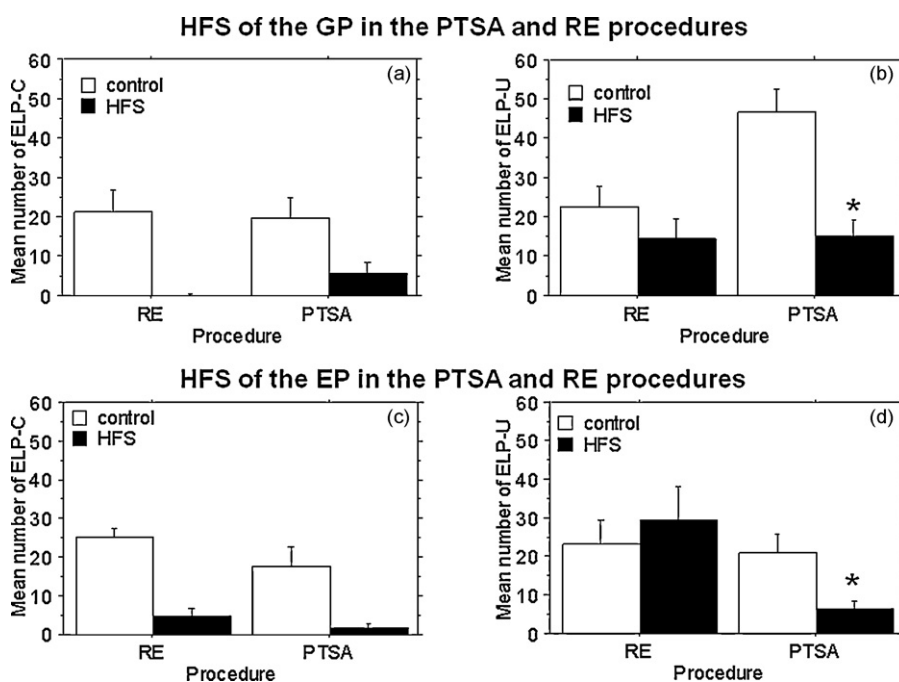 HFS of the GP in the PTSA and RE procedures
60
50
40
30
20
10
0
Mean number of ELP-C
control
HFS
(a)
RE
PTSA
Procedure
60
50
40
30
20
10
0
Mean number of ELP-U
control
HFS
(b)
*
RE
PTSA
Procedure
HFS of the EP in the PTSA and RE procedures
60
50
40
30
20
10
0
Mean number of ELP-C
control
HFS
(c)
RE
PTSA
Procedure
60
50
40
30
20
10
0
Mean number of ELP-U
control
HFS
(d)
*
RE
PTSA
Procedure